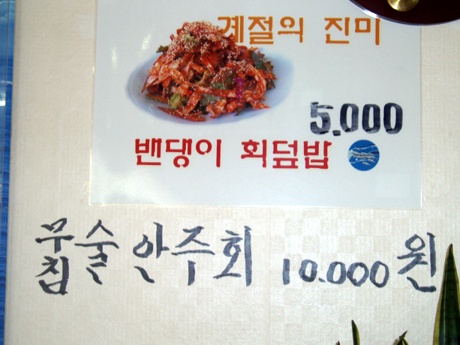 계절의 진미
5,000
밴댕이 회덮밥
무침 술안주회 10.000원